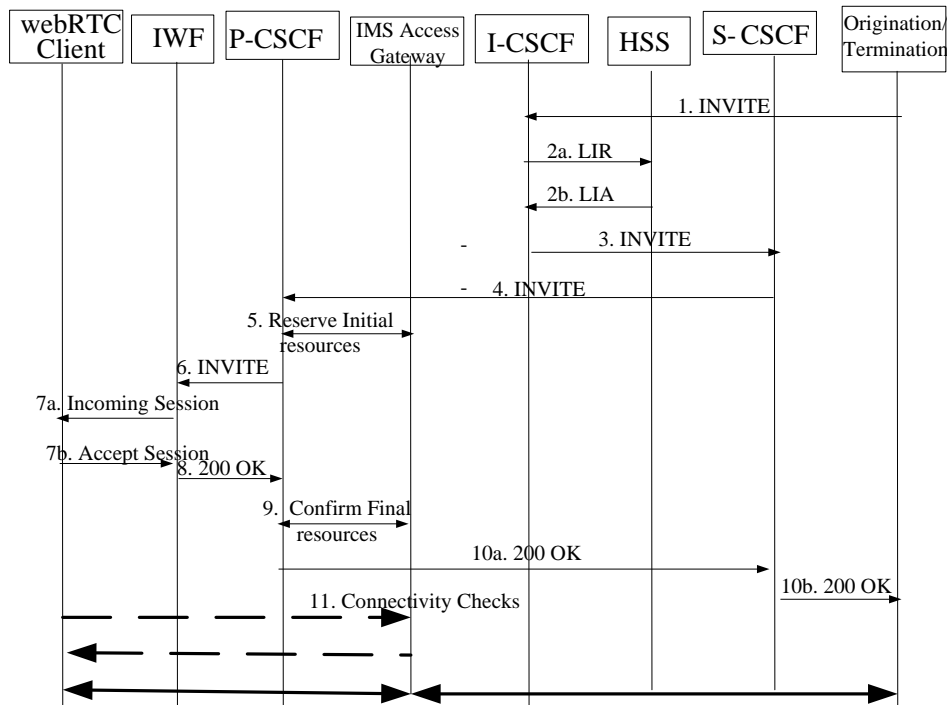 webRTC
Client
IWF
P-CSCF
IMS Access
Gateway
I-CSCF
HSS
S- CSCF
Origination/
Termination
1. INVITE
2a. LIR
2b. LIA
-
3. INVITE
-
4. INVITE
5. Reserve Initial
resources
6. INVITE
7a. Incoming Session
7b. Accept Session
8. 200 OK
9. Confirm Final
resources
10a. 200 OK
10b. 200 OK
11. Connectivity Checks